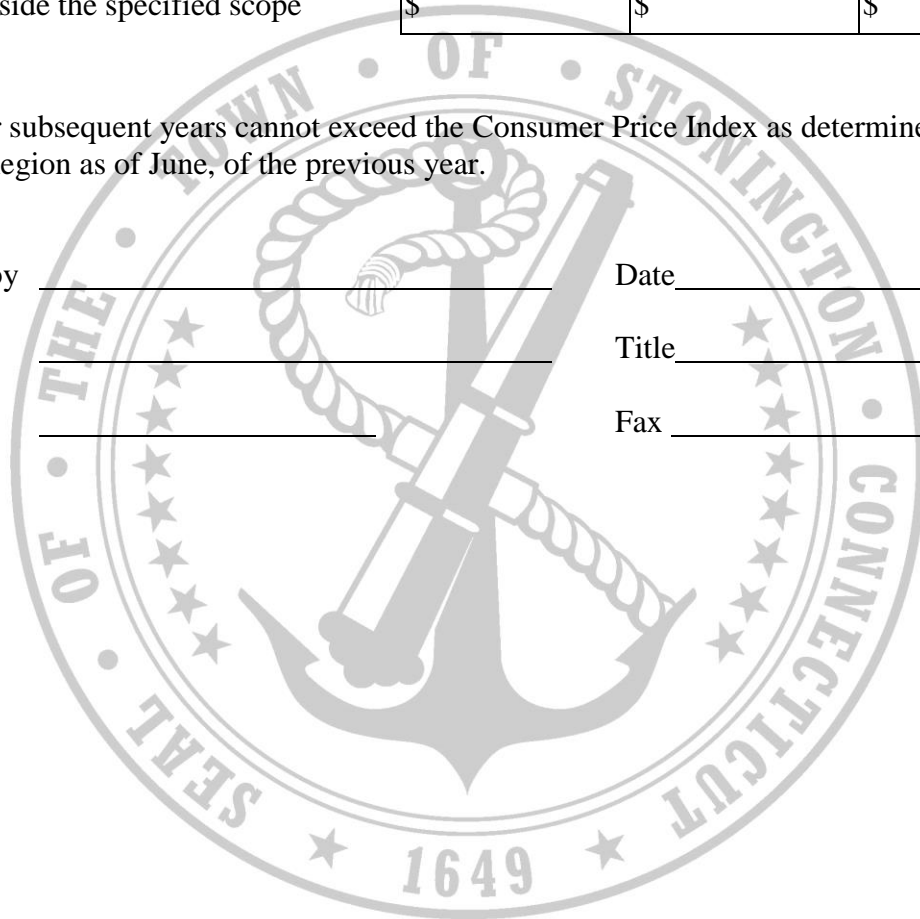 side the specified scope $ $ $
subsequent years cannot exceed the Consumer Price Index as determine
egion as of June, of the previous year.
by Date
Title
Fax
SEAL • OF • THE • TOWN • OF • STONINGTON • CONNECTICUT
1649